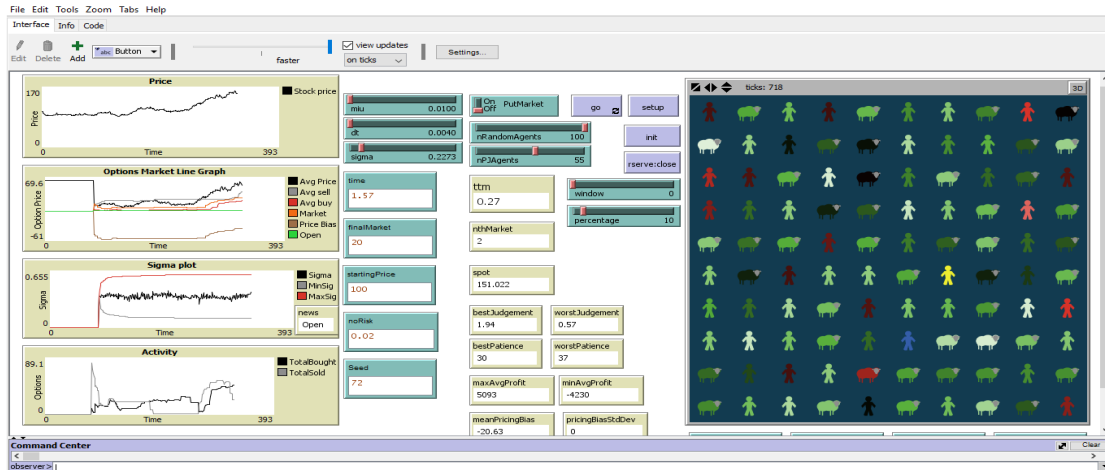 File Edit Tools Zoom Tabs Help
Interface Info Code
Edit Delete Add abc Button faster view updates on ticks Settings...
Price
170
Price
0
0 Time 393
Stock price
Options Market Line Graph
69.6
Option Price
-61
0 Time 393
Avg Price
Avg sell
Avg buy
Market
Price Bias
Open
Sigma plot
0.655
Sigma
0
0 Time 393
Sigma
MinSig
MaxSig
news
Open
Activity
89.1
Options
0
0 Time 393
TotalBought
TotalSold
miu 0.0100
dt 0.0040
sigma 0.2273
time
1.57
finalMarket
20
startingPrice
100
noRisk
0.02
Seed
72
On
Off PutMarket
go setup
nRandomAgents 100
init
nPJAgents 55
rserve:close
ttm
0.27
window 0
percentage 10
nthMarket
2
spot
151.022
bestJudgement worstJudgement
1.94 0.57
bestPatience worstPatience
30 37
maxAvgProfit minAvgProfit
5093 -4230
meanPricingBias pricingBiasStdDev
-20.63 0
ticks: 718 3D
Command Center Clear
observer>